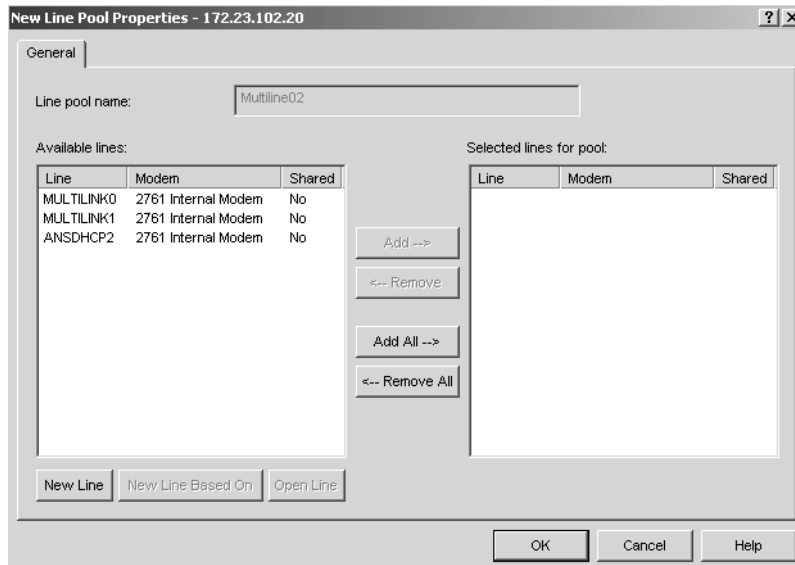 New Line Pool Properties - 172.23.102.20
General
Line pool name: Multiline02
Available lines:
Line Modem Shared
MULTILINK0 2761 Internal Modem No
MULTILINK1 2761 Internal Modem No
ANSDHCP2 2761 Internal Modem No
Add -->
<-- Remove
Add All -->
<-- Remove All
Selected lines for pool:
Line Modem Shared
New Line New Line Based On Open Line
OK Cancel Help